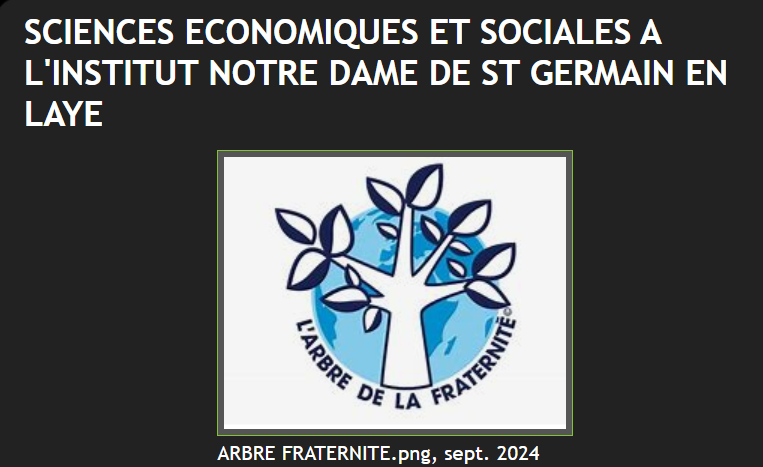 SCIENCES ECONOMIQUES ET SOCIALES A
L'INSTITUT NOTRE DAME DE ST GERMAIN EN
LAYE
L'ARBRE DE LA FRATERNITÉ©
ARBRE FRATERNITE.png, sept. 2024